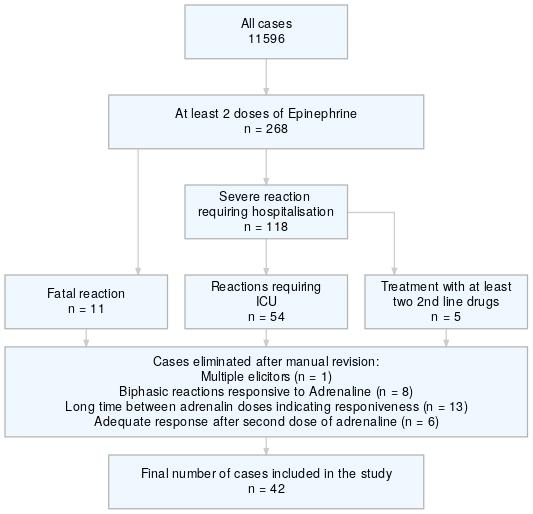 All cases
11596
At least 2 doses of Epinephrine
n = 268
Severe reaction
requiring hospitalisation
n = 118
Fatal reaction
n = 11
Reactions requiring
ICU
n = 54
Treatment with at least
two 2nd line drugs
n = 5
Cases eliminated after manual revision:
Multiple elicitors (n = 1)
Biphasic reactions responsive to Adrenaline (n = 8)
Long time between adrenalin doses indicating responiveness (n = 13)
Adequate response after second dose of adrenaline (n = 6)
Final number of cases included in the study
n = 42